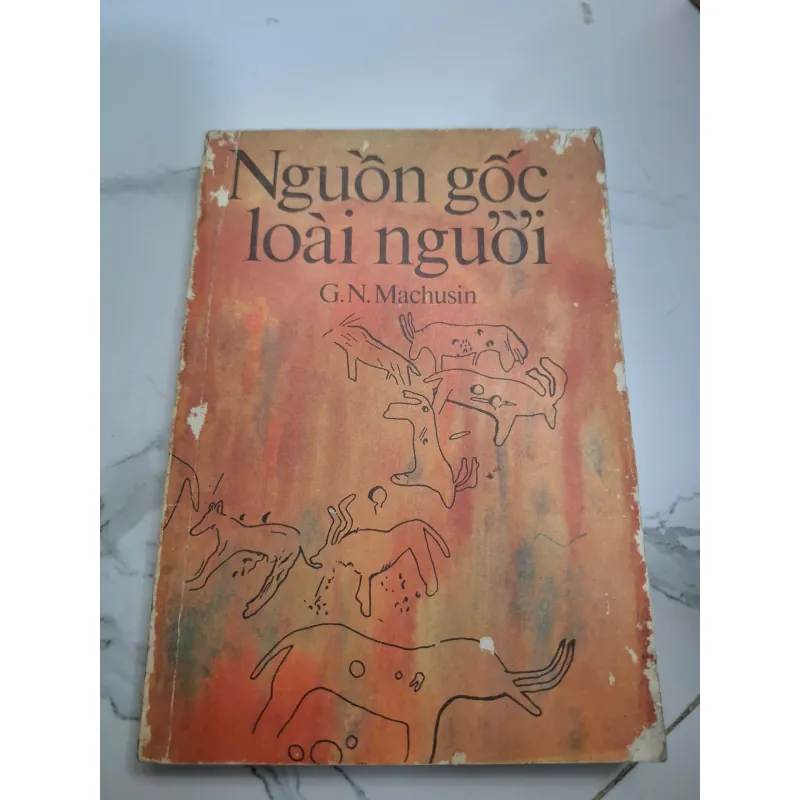 Nguồn gốc
loài người
G.N. Machusin